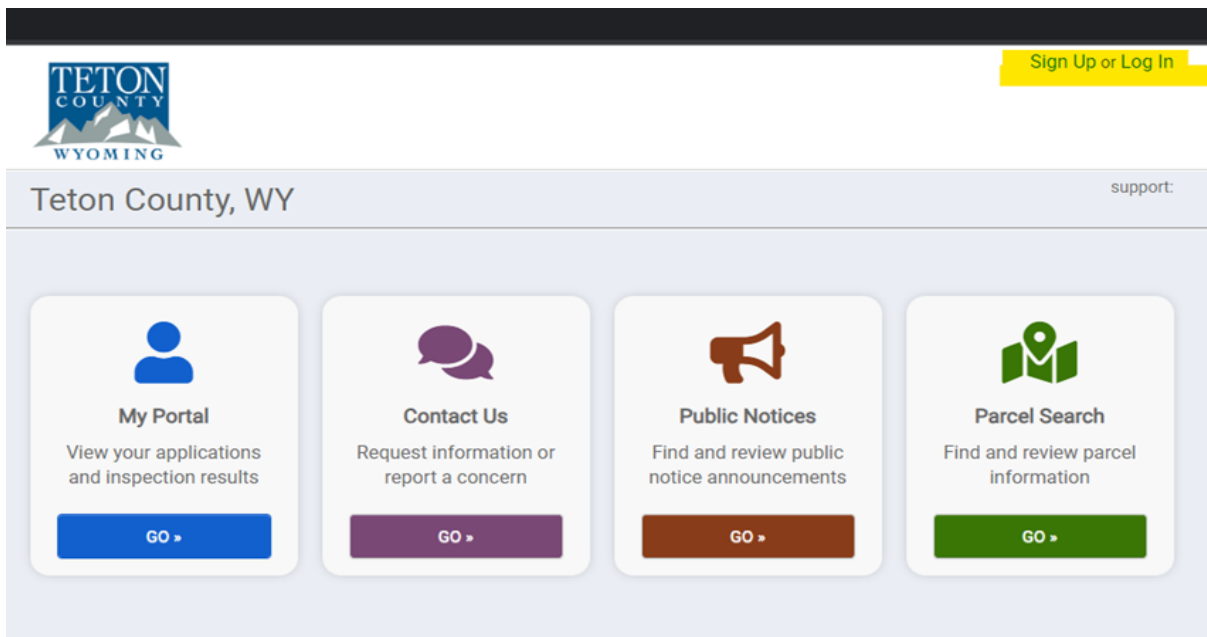 TETON
COUNTY
WYOMING
Sign Up or Log In
Teton County, WY
support:
My Portal
View your applications
and inspection results
GO »
Contact Us
Request information or
report a concern
GO »
Public Notices
Find and review public
notice announcements
GO »
Parcel Search
Find and review parcel
information
GO »